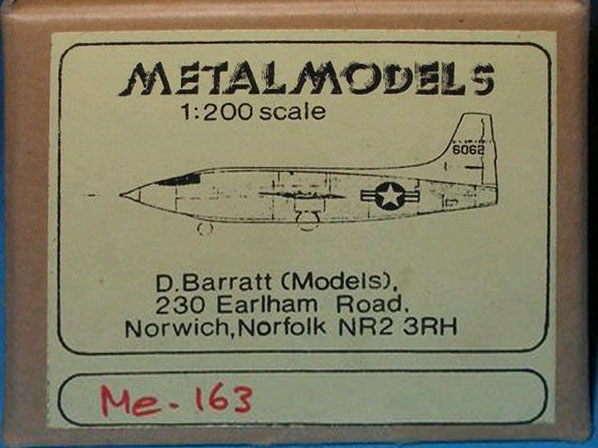 METALMODELS
1:200 scale
6062
D.Barratt (Models),
230 Earlham Road,
Norwich,Norfolk NR2 3RH
Me-163